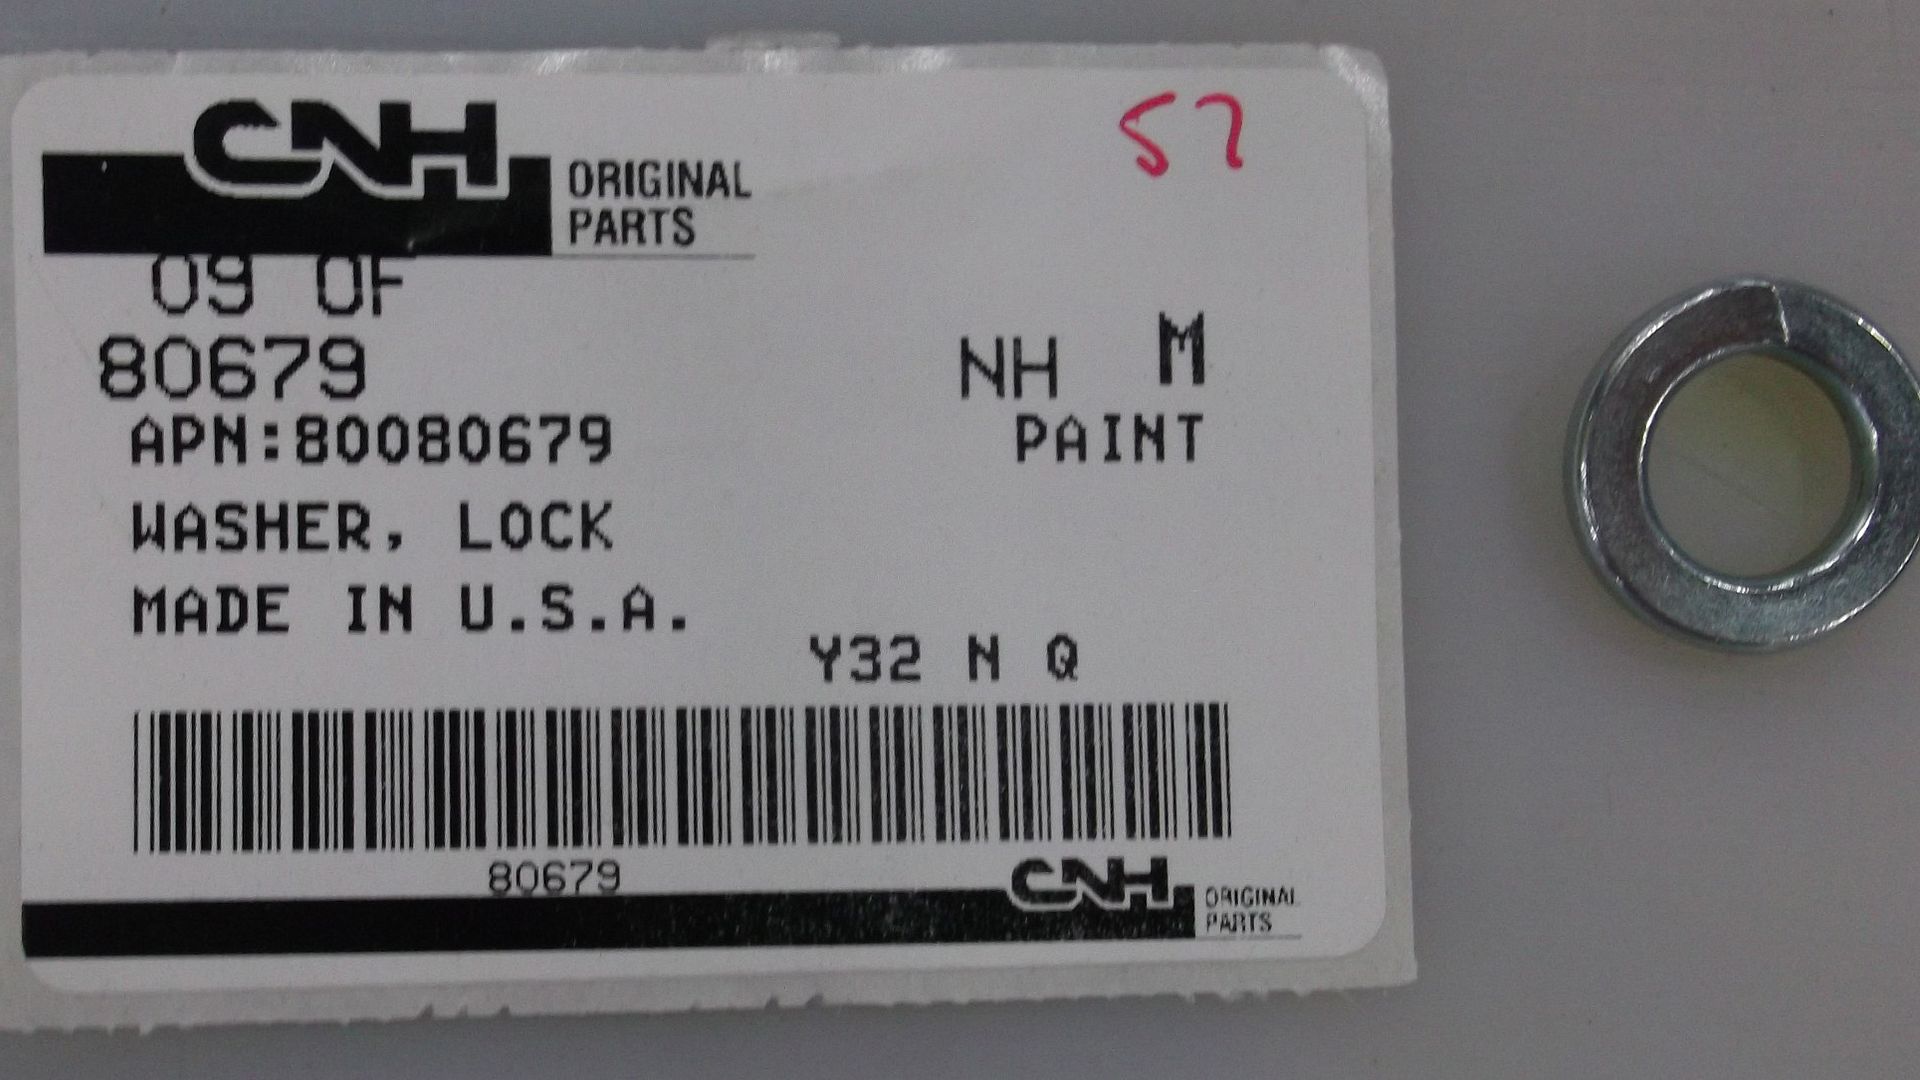 57
CNH ORIGINAL
PARTS
09 OF
80679 NH M
APN:80080679 PAINT
WASHER, LOCK
MADE IN U.S.A.
Y32 N Q
80679
CNH ORIGINAL
PARTS